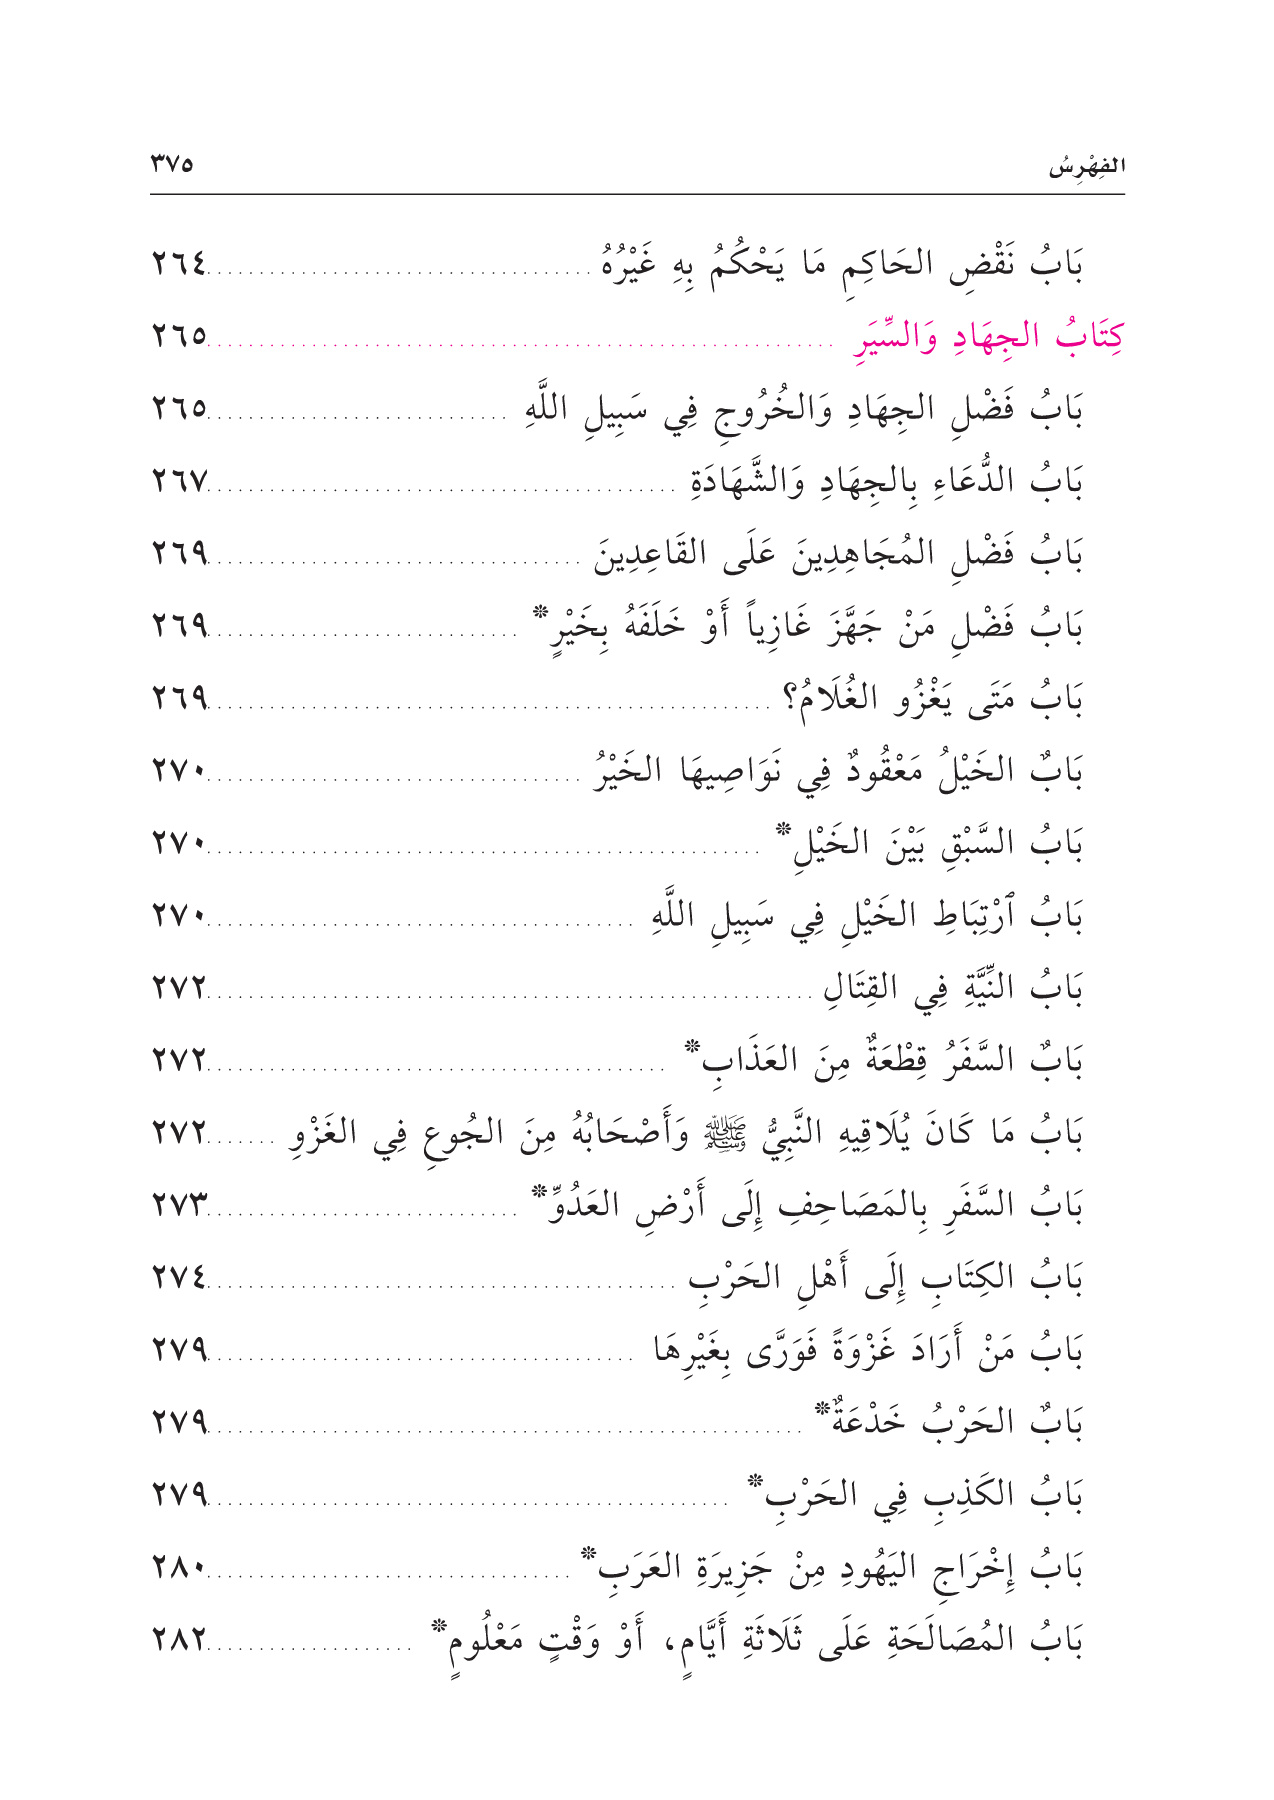 الفِهْرِسُ ٣٧٥
بَابُ نَقْضِ الحَاكِمِ مَا يَحْكُمُ بِهِ غَيْرُهُ ٢٦٤
كِتَابُ الجِهَادِ وَالسِّيَرِ ٢٦٥
بَابُ فَضْلِ الجِهَادِ وَالخُرُوجِ فِي سَبِيلِ اللَّهِ ٢٦٥
بَابُ الدُّعَاءِ بِالجِهَادِ وَالشَّهَادَةِ ٢٦٧
بَابُ فَضْلِ المُجَاهِدِينَ عَلَى القَاعِدِينَ ٢٦٩
بَابُ فَضْلِ مَنْ جَهَّزَ غَازِياً أَوْ خَلَفَهُ بِخَيْرٍ* ٢٦٩
بَابُ مَتَى يَغْزُو الغُلَامُ؟ ٢٦٩
بَابٌ الخَيْلُ مَعْقُودٌ فِي نَوَاصِيهَا الخَيْرُ ٢٧٠
بَابُ السَّبْقِ بَيْنَ الخَيْلِ* ٢٧٠
بَابُ ٱرْتِبَاطِ الخَيْلِ فِي سَبِيلِ اللَّهِ ٢٧٠
بَابُ النِّيَّةِ فِي القِتَالِ ٢٧٢
بَابٌ السَّفَرُ قِطْعَةٌ مِنَ العَذَابِ* ٢٧٢
بَابُ مَا كَانَ يُلَاقِيهِ النَّبِيُّ ﷺ وَأَصْحَابُهُ مِنَ الجُوعِ فِي الغَزْوِ ٢٧٢
بَابُ السَّفَرِ بِالمَصَاحِفِ إِلَى أَرْضِ العَدُوِّ* ٢٧٣
بَابُ الكِتَابِ إِلَى أَهْلِ الحَرْبِ ٢٧٤
بَابُ مَنْ أَرَادَ غَزْوَةً فَوَرَّى بِغَيْرِهَا ٢٧٩
بَابٌ الحَرْبُ خَدْعَةٌ* ٢٧٩
بَابُ الكَذِبِ فِي الحَرْبِ* ٢٧٩
بَابُ إِخْرَاجِ اليَهُودِ مِنْ جَزِيرَةِ العَرَبِ* ٢٨٠
بَابُ المُصَالَحَةِ عَلَى ثَلَاثَةِ أَيَّامٍ، أَوْ وَقْتٍ مَعْلُومٍ* ٢٨٢